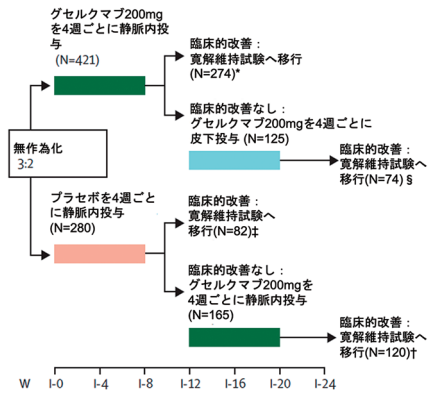 グセルクマブ200mg
を4週ごとに静脈内投
与
(N=421)
臨床的改善：
寛解維持試験へ移行
(N=274)*
臨床的改善なし：
グセルクマブ200mgを4週ごとに
皮下投与 (N=125)
無作為化
3:2
臨床的改善：
寛解維持試験へ
移行(N=74) §
プラセボを4週ごと
に静脈内投与
(N=280)
臨床的改善：
寛解維持試験へ
移行(N=82)‡
臨床的改善なし：
グセルクマブ200mgを
4週ごとに静脈内投与
(N=165)
臨床的改善：
寛解維持試験へ
移行(N=120)†
W I-0 I-4 I-8 I-12 I-16 I-20 I-24